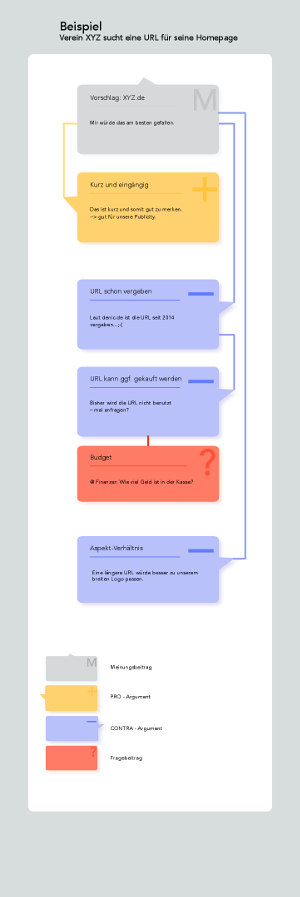 Beispiel
Verein XYZ sucht eine URL für seine Homepage
M
Vorschlag: XYZ.de
Mir würde das am besten gefallen.
+
Kurz und eingängig
Das ist kurz und somit gut zu merken.
—> gut für unsere Publicity.
URL schon vergeben
Laut denic.de ist die URL seit 2014
vergeben. ;-(
URL kann ggf. gekauft werden
Bisher wird die URL nicht benutzt
– mal anfragen?
Budget
?
@ Finanzer: Wie viel Geld ist in der Kasse?
Aspekt-Verhältnis
Eine längere URL würde besser zu unserem
breiten Logo passen.
M
Meinungsbeitrag
+
PRO - Argument
CONTRA - Argument
?
Fragebeitrag